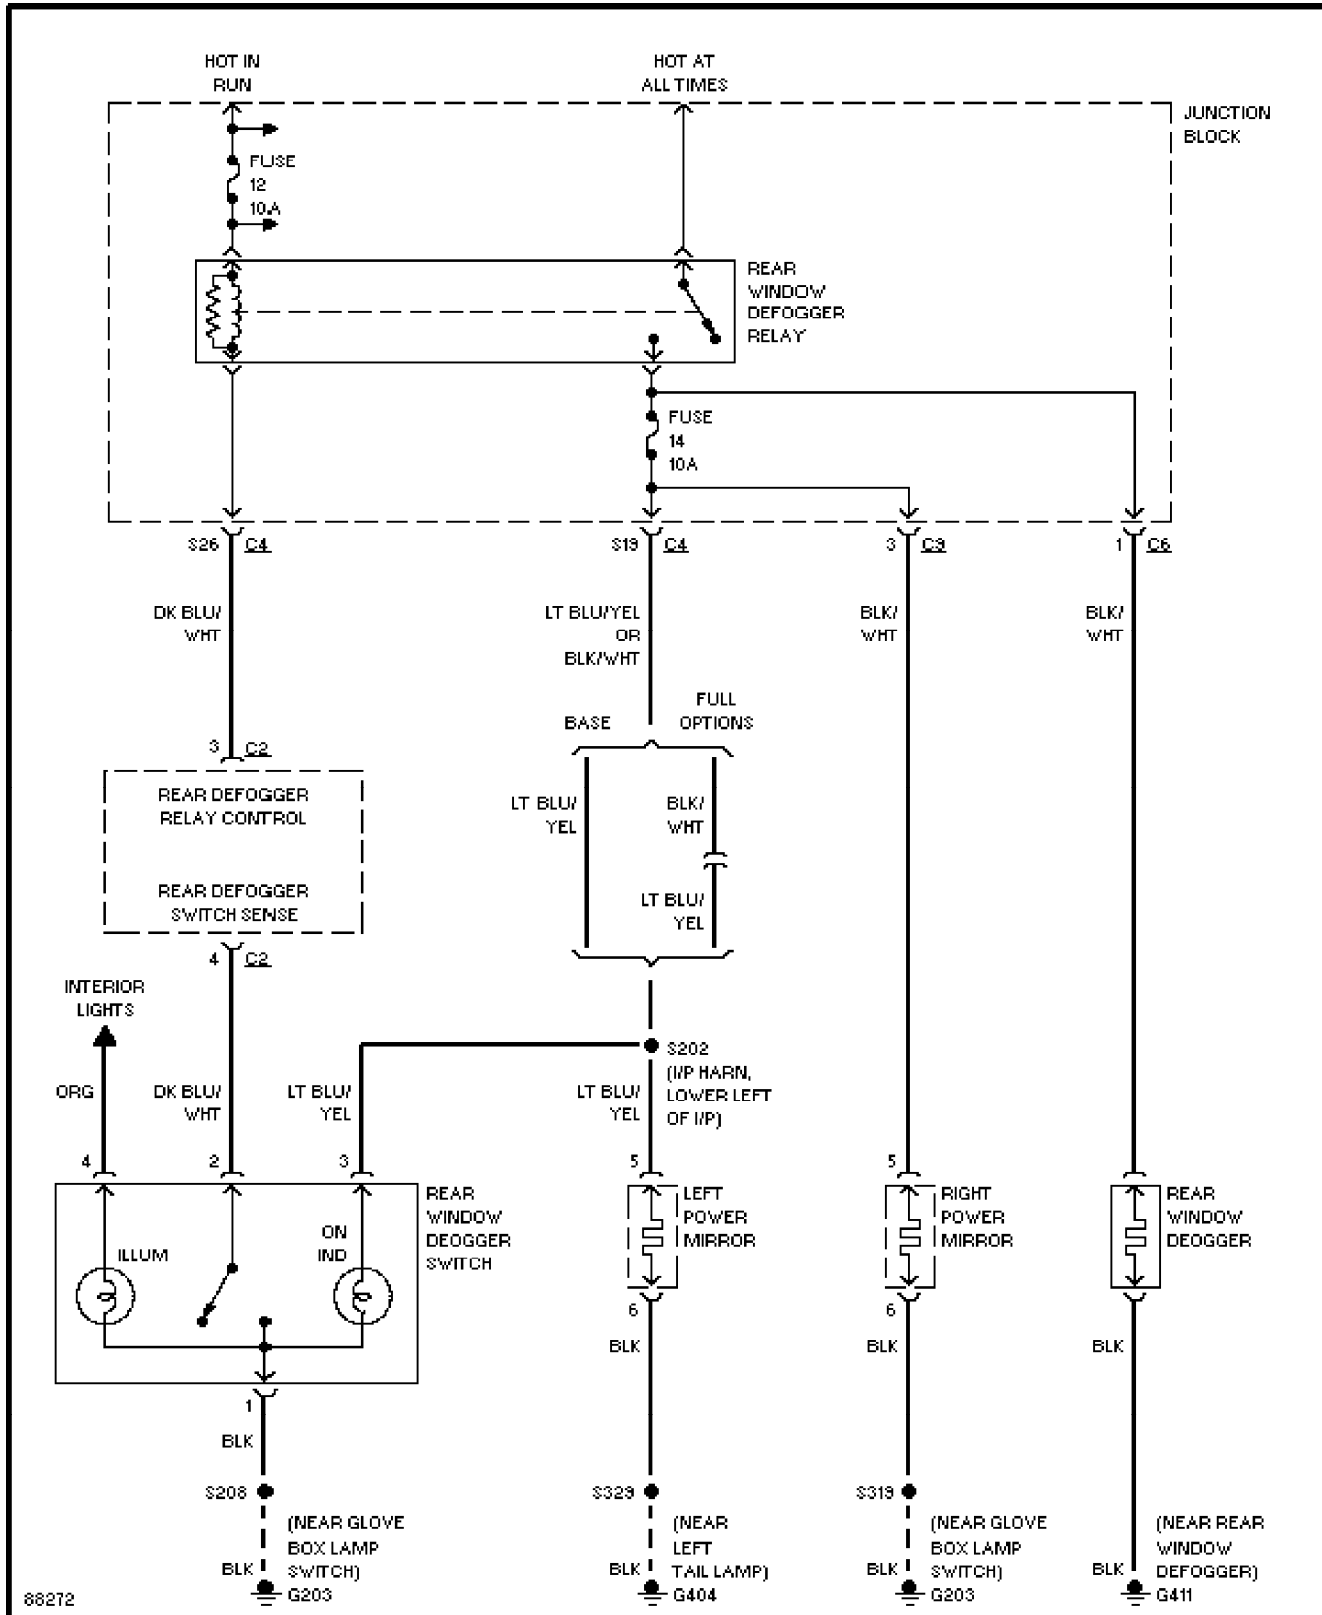 HOT IN
RUN
HOT AT
ALL TIMES
JUNCTION
BLOCK
FUSE
12
10A
REAR
WINDOW
DEFOGGER
RELAY
FUSE
14
10A
S26 C4
S19 C4
3 C9
1 C6
DK BLU/
WHT
LT BLU/YEL
OR
BLK/WHT
BLK/
WHT
BLK/
WHT
BASE
FULL
OPTIONS
3 C2
REAR DEFOGGER
RELAY CONTROL
REAR DEFOGGER
SWITCH SENSE
LT BLU/
YEL
BLK/
WHT
LT BLU/
YEL
4 C2
INTERIOR
LIGHTS
ORG
DK BLU/
WHT
LT BLU/
YEL
S202
(I/P HARN,
LOWER LEFT
OF I/P)
LT BLU/
YEL
4
2
3
5
5
REAR
WINDOW
DEOGGER
SWITCH
ILLUM
ON
IND
LEFT
POWER
MIRROR
RIGHT
POWER
MIRROR
REAR
WINDOW
DEOGGER
6
6
BLK
BLK
BLK
1
BLK
S208
S329
S319
(NEAR GLOVE
BOX LAMP
SWITCH)
BLK
G203
(NEAR
LEFT
TAIL LAMP)
BLK
G404
(NEAR GLOVE
BOX LAMP
SWITCH)
BLK
G203
(NEAR REAR
WINDOW
DEFOGGER)
BLK
G411
88272